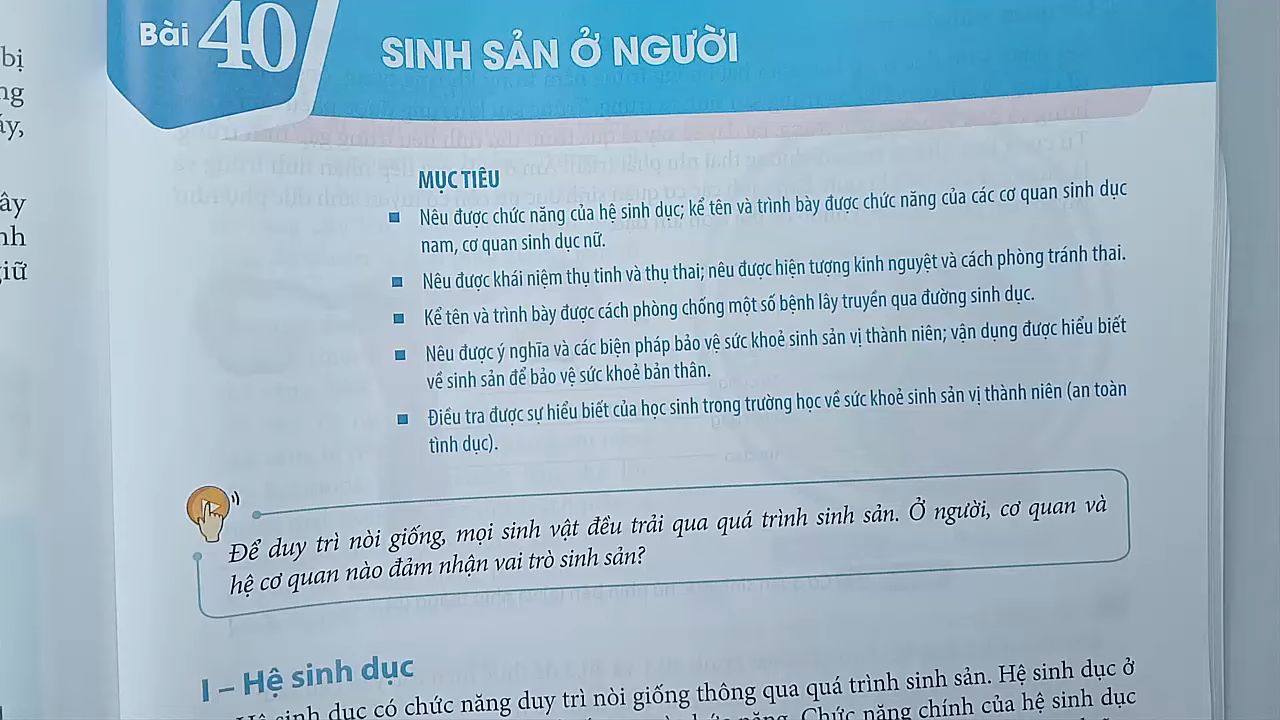 bị
ng
áy,
ây
nh
giữ
Bài 40
SINH SẢN Ở NGƯỜI
MỤC TIÊU
Nêu được chức năng của hệ sinh dục; kể tên và trình bày được chức năng của các cơ quan sinh dục
nam, cơ quan sinh dục nữ.
Nêu được khái niệm thụ tinh và thụ thai; nêu được hiện tượng kinh nguyệt và cách phòng tránh thai.
Kể tên và trình bày được cách phòng chống một số bệnh lây truyền qua đường sinh dục.
Nêu được ý nghĩa và các biện pháp bảo vệ sức khoẻ sinh sản vị thành niên; vận dụng được hiểu biết
về sinh sản để bảo vệ sức khoẻ bản thân.
Điều tra được sự hiểu biết của học sinh trong trường học về sức khoẻ sinh sản vị thành niên (an toàn
tình dục).
Để duy trì nòi giống, mọi sinh vật đều trải qua quá trình sinh sản. Ở người, cơ quan và
hệ cơ quan nào đảm nhận vai trò sinh sản?
I – Hệ sinh dục
Hệ sinh dục có chức năng duy trì nòi giống thông qua quá trình sinh sản. Hệ sinh dục ở
năng. Chức năng chính của hệ sinh dục